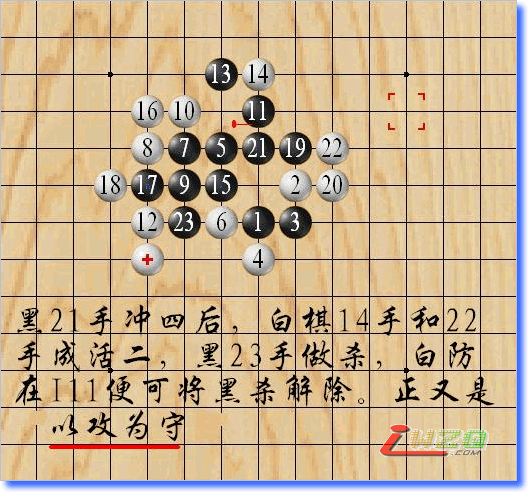 13 14
16 10 11
8 7 5 21 19 22
18 17 9 15 2 20
12 23 6 1 3
4
黑21手冲四后，白棋14手和22
手成活二，黑23手做杀，白防
在I11便可将黑杀解除。正又是
以攻为守
.COM